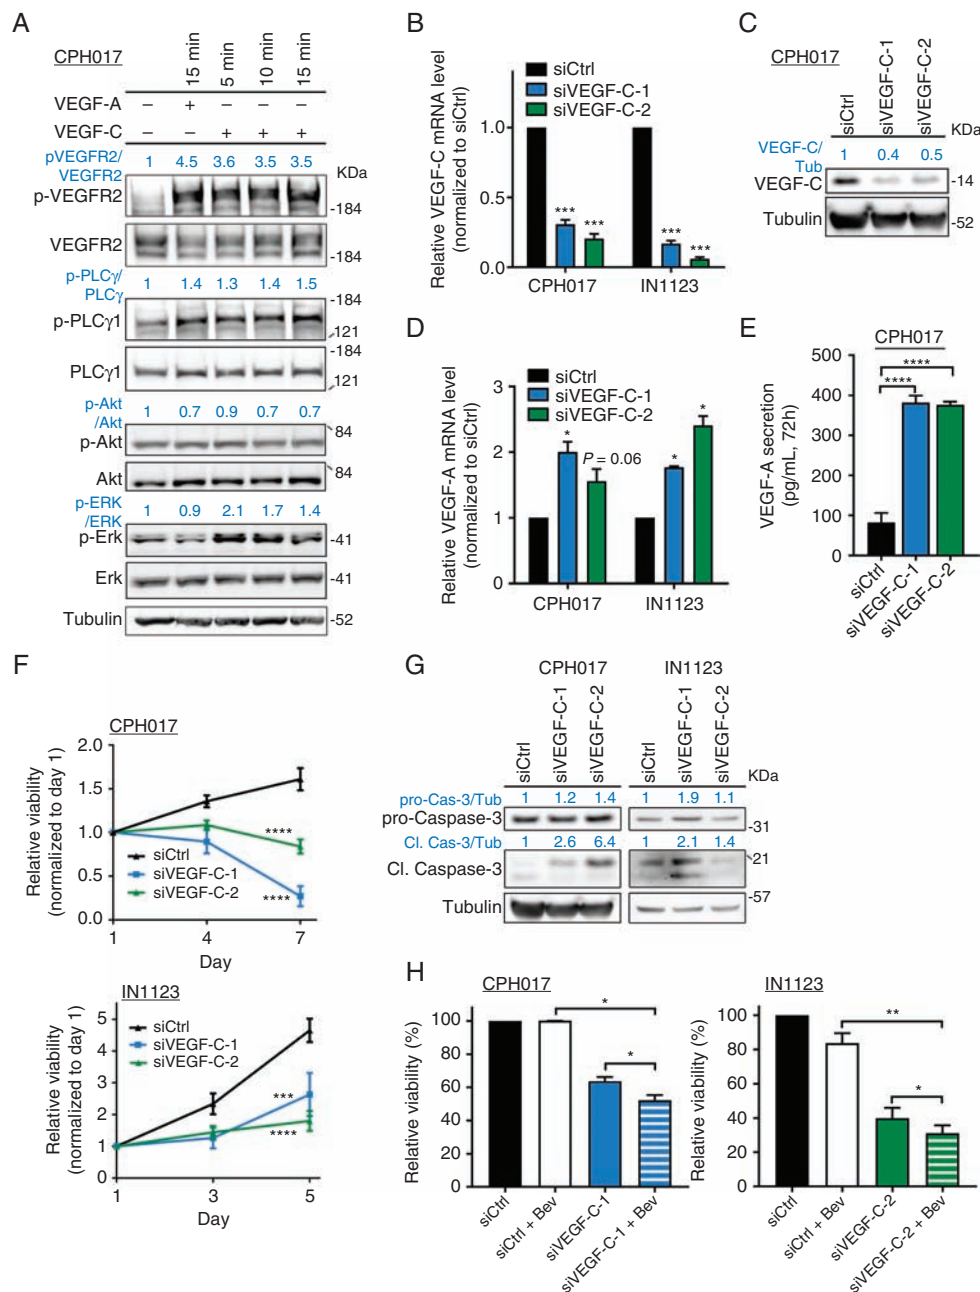 A
CPH017
15 min
5 min
10 min
15 min
VEGF-A – + – – –
VEGF-C – – + + +
pVEGFR2/
VEGFR2 1 4.5 3.6 3.5 3.5
KDa
p-VEGFR2 -184
VEGFR2 -184
p-PLCγ/
PLCγ 1 1.4 1.3 1.4 1.5
-184
p-PLCγ1 121
-184
PLCγ1 121
p-Akt
/Akt 1 0.7 0.9 0.7 0.7
84
p-Akt
84
Akt
p-ERK
/ERK 1 0.9 2.1 1.7 1.4
p-Erk -41
Erk -41
Tubulin -52
B
Relative VEGF-C mRNA level
(normalized to siCtrl)
siCtrl
siVEGF-C-1
siVEGF-C-2
1.0
0.5
0.0
*** *** *** ***
CPH017 IN1123
C
CPH017
siCtrl
siVEGF-C-1
siVEGF-C-2
KDa
VEGF-C/
Tub 1 0.4 0.5
VEGF-C -14
Tubulin -52
D
Relative VEGF-A mRNA level
(normalized to siCtrl)
siCtrl
siVEGF-C-1
siVEGF-C-2
3
2
1
0
* P = 0.06 * *
CPH017 IN1123
E
CPH017
VEGF-A secretion
(pg/mL, 72h)
500
400
300
200
100
0
****
****
siCtrl
siVEGF-C-1
siVEGF-C-2
F
CPH017
Relative viability
(normalized to day 1)
2.0
1.5
1.0
0.5
0.0
siCtrl
siVEGF-C-1
siVEGF-C-2
****
****
1 4 7
Day
IN1123
Relative viability
(normalized to day 1)
5
4
3
2
1
0
siCtrl
siVEGF-C-1
siVEGF-C-2
***
****
1 3 5
Day
G
CPH017 IN1123
siCtrl
siVEGF-C-1
siVEGF-C-2
siCtrl
siVEGF-C-1
siVEGF-C-2
KDa
pro-Cas-3/Tub 1 1.2 1.4 1 1.9 1.1
pro-Caspase-3 -31
Cl. Cas-3/Tub 1 2.6 6.4 1 2.1 1.4
21
Cl. Caspase-3
-57
Tubulin
H
CPH017
Relative viability (%)
100
80
60
40
20
0
*
*
siCtrl
siCtrl + Bev
siVEGF-C-1
siVEGF-C-1 + Bev
IN1123
Relative viability (%)
100
80
60
40
20
0
**
*
siCtrl
siCtrl + Bev
siVEGF-C-2
siVEGF-C-2 + Bev